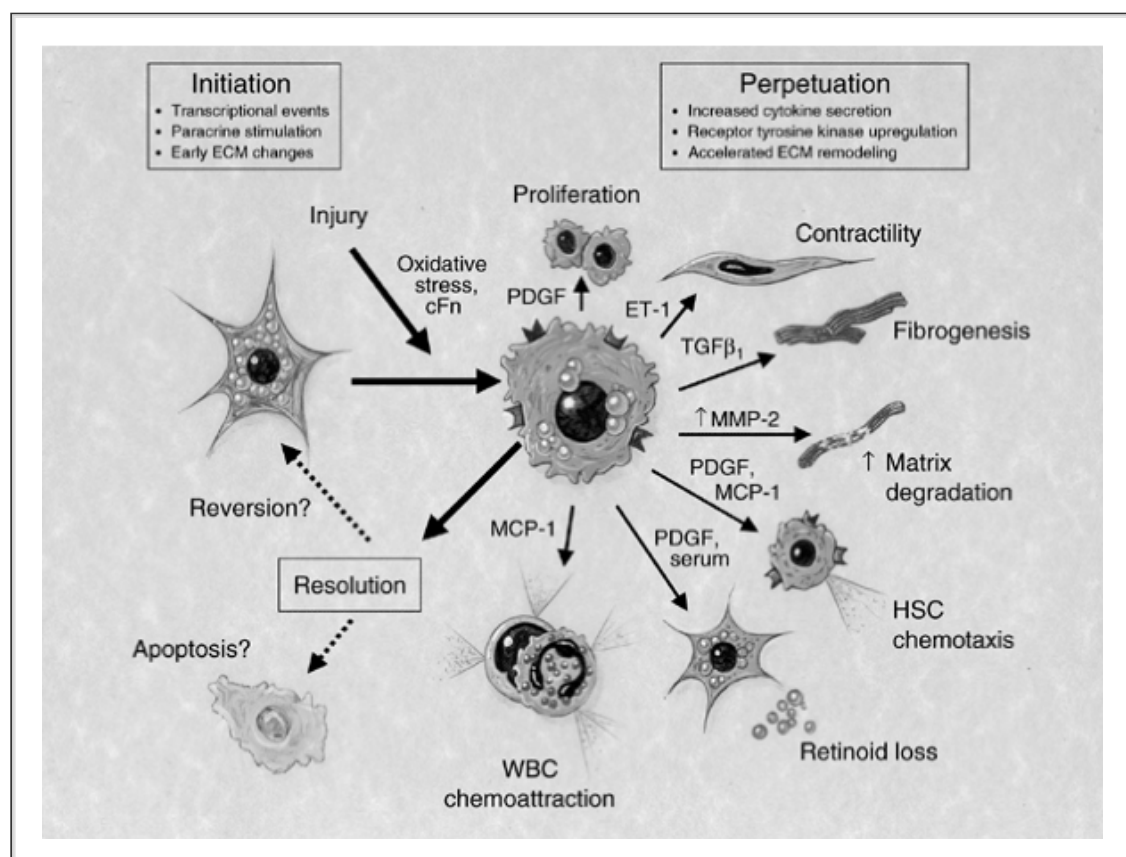 Initiation
• Transcriptional events
• Paracrine stimulation
• Early ECM changes
Perpetuation
• Increased cytokine secretion
• Receptor tyrosine kinase upregulation
• Accelerated ECM remodeling
Injury
Oxidative
stress,
cFn
Proliferation
PDGF
ET-1
Contractility
TGFβ₁
Fibrogenesis
↑MMP-2
↑ Matrix
degradation
PDGF,
MCP-1
HSC
chemotaxis
PDGF,
serum
Retinoid loss
MCP-1
WBC
chemoattraction
Reversion?
Resolution
Apoptosis?